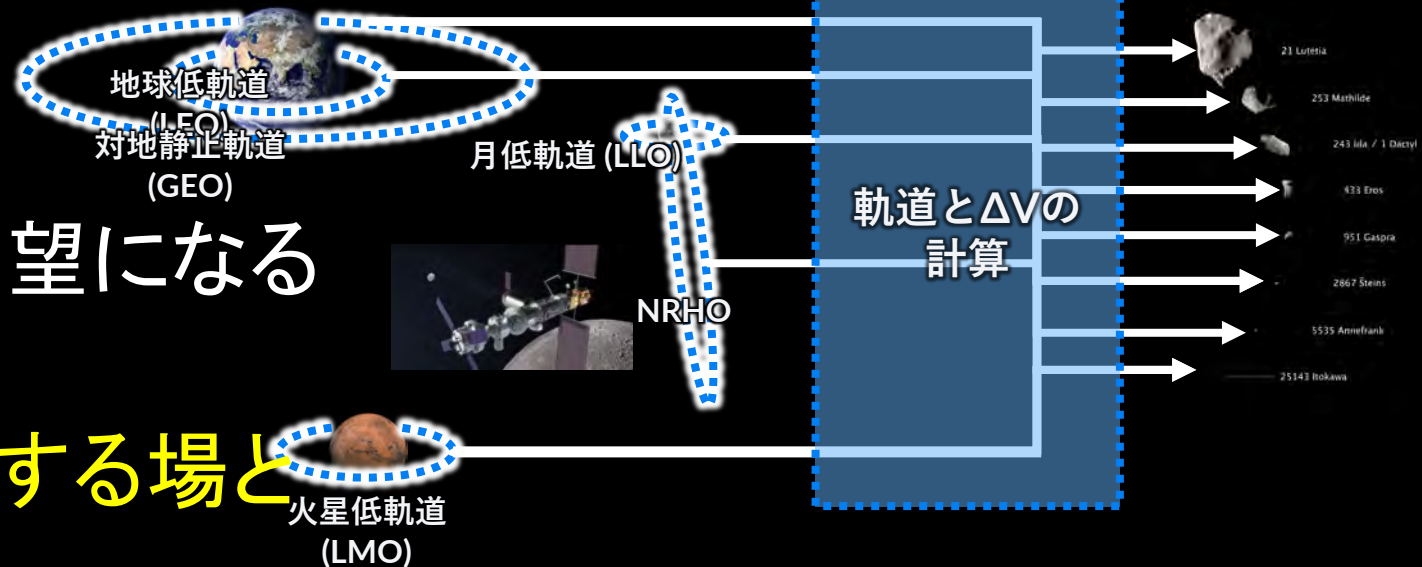 地球低軌道
(LEO)
対地静止軌道
(GEO)
月低軌道 (LLO)
望になる
NRHO
する場と
火星低軌道
(LMO)
軌道とΔVの
計算
21 Lutetia
253 Mathilde
243 Ida / 1 Dactyl
433 Eros
951 Gaspra
2867 Šteins
5535 Annefrank
25143 Itokawa